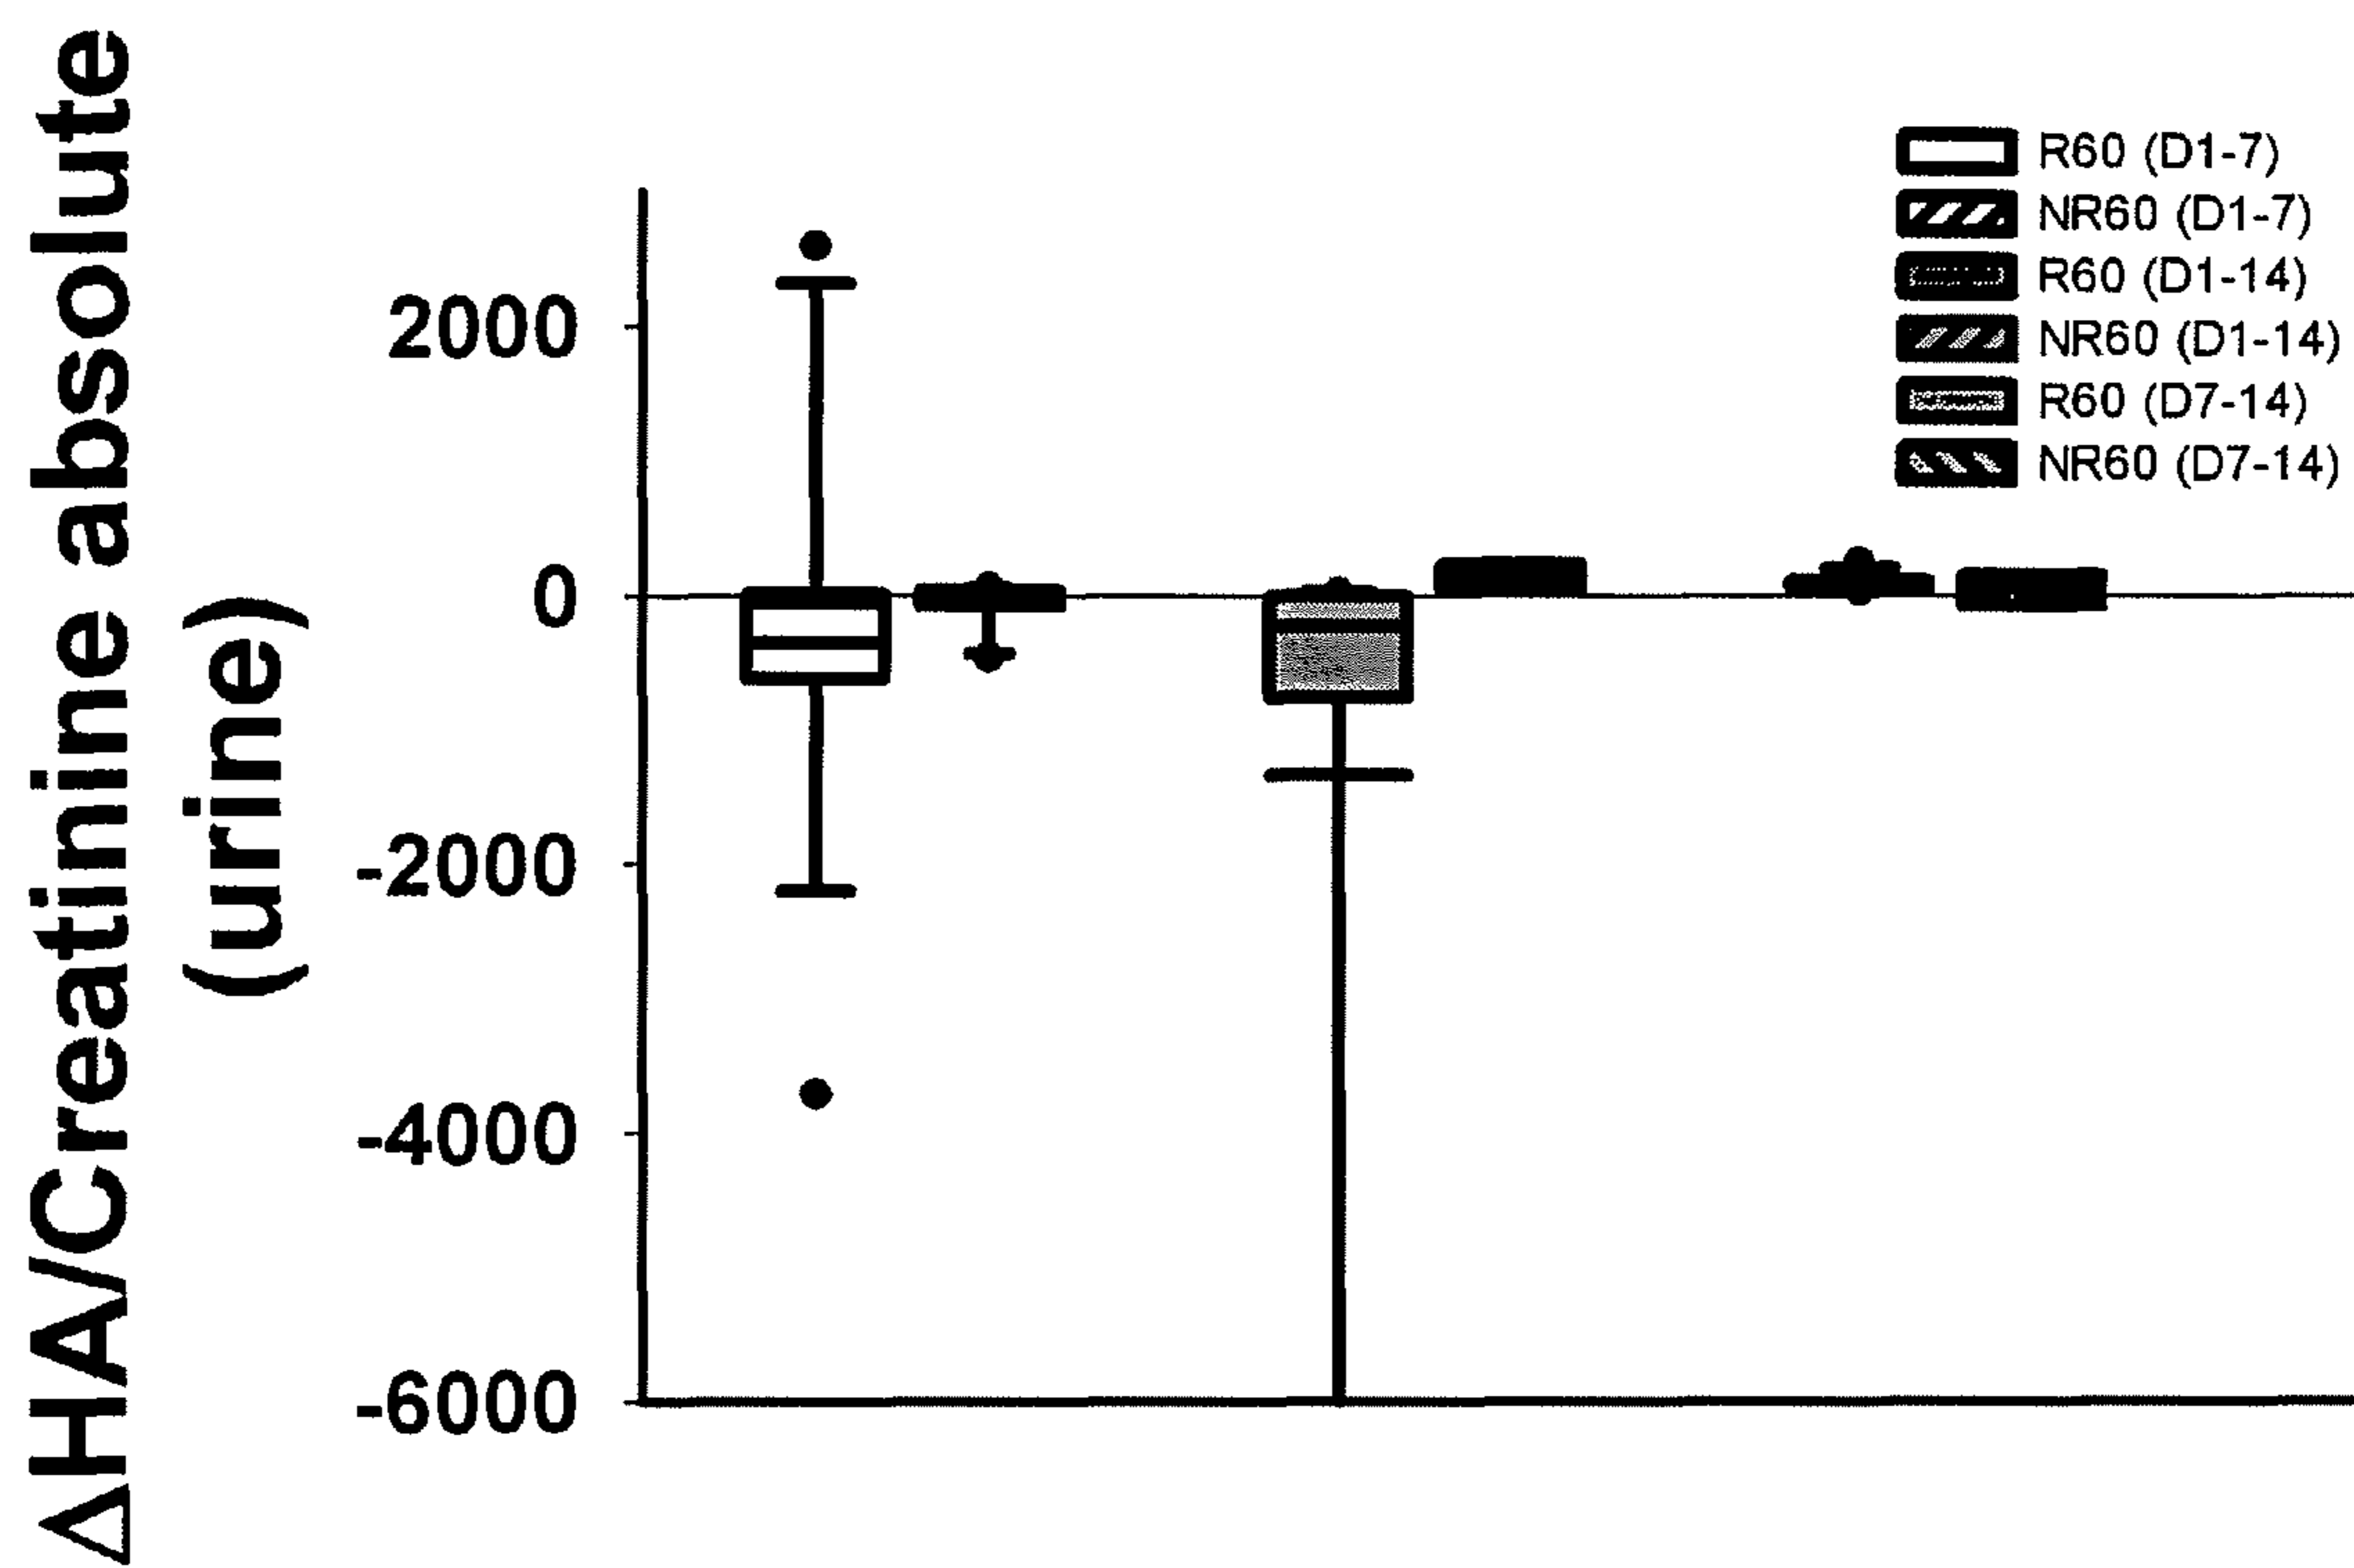 ΔHA/Creatinine absolute
(urine)
2000
0
-2000
-4000
-6000
R60 (D1-7)
NR60 (D1-7)
R60 (D1-14)
NR60 (D1-14)
R60 (D7-14)
NR60 (D7-14)